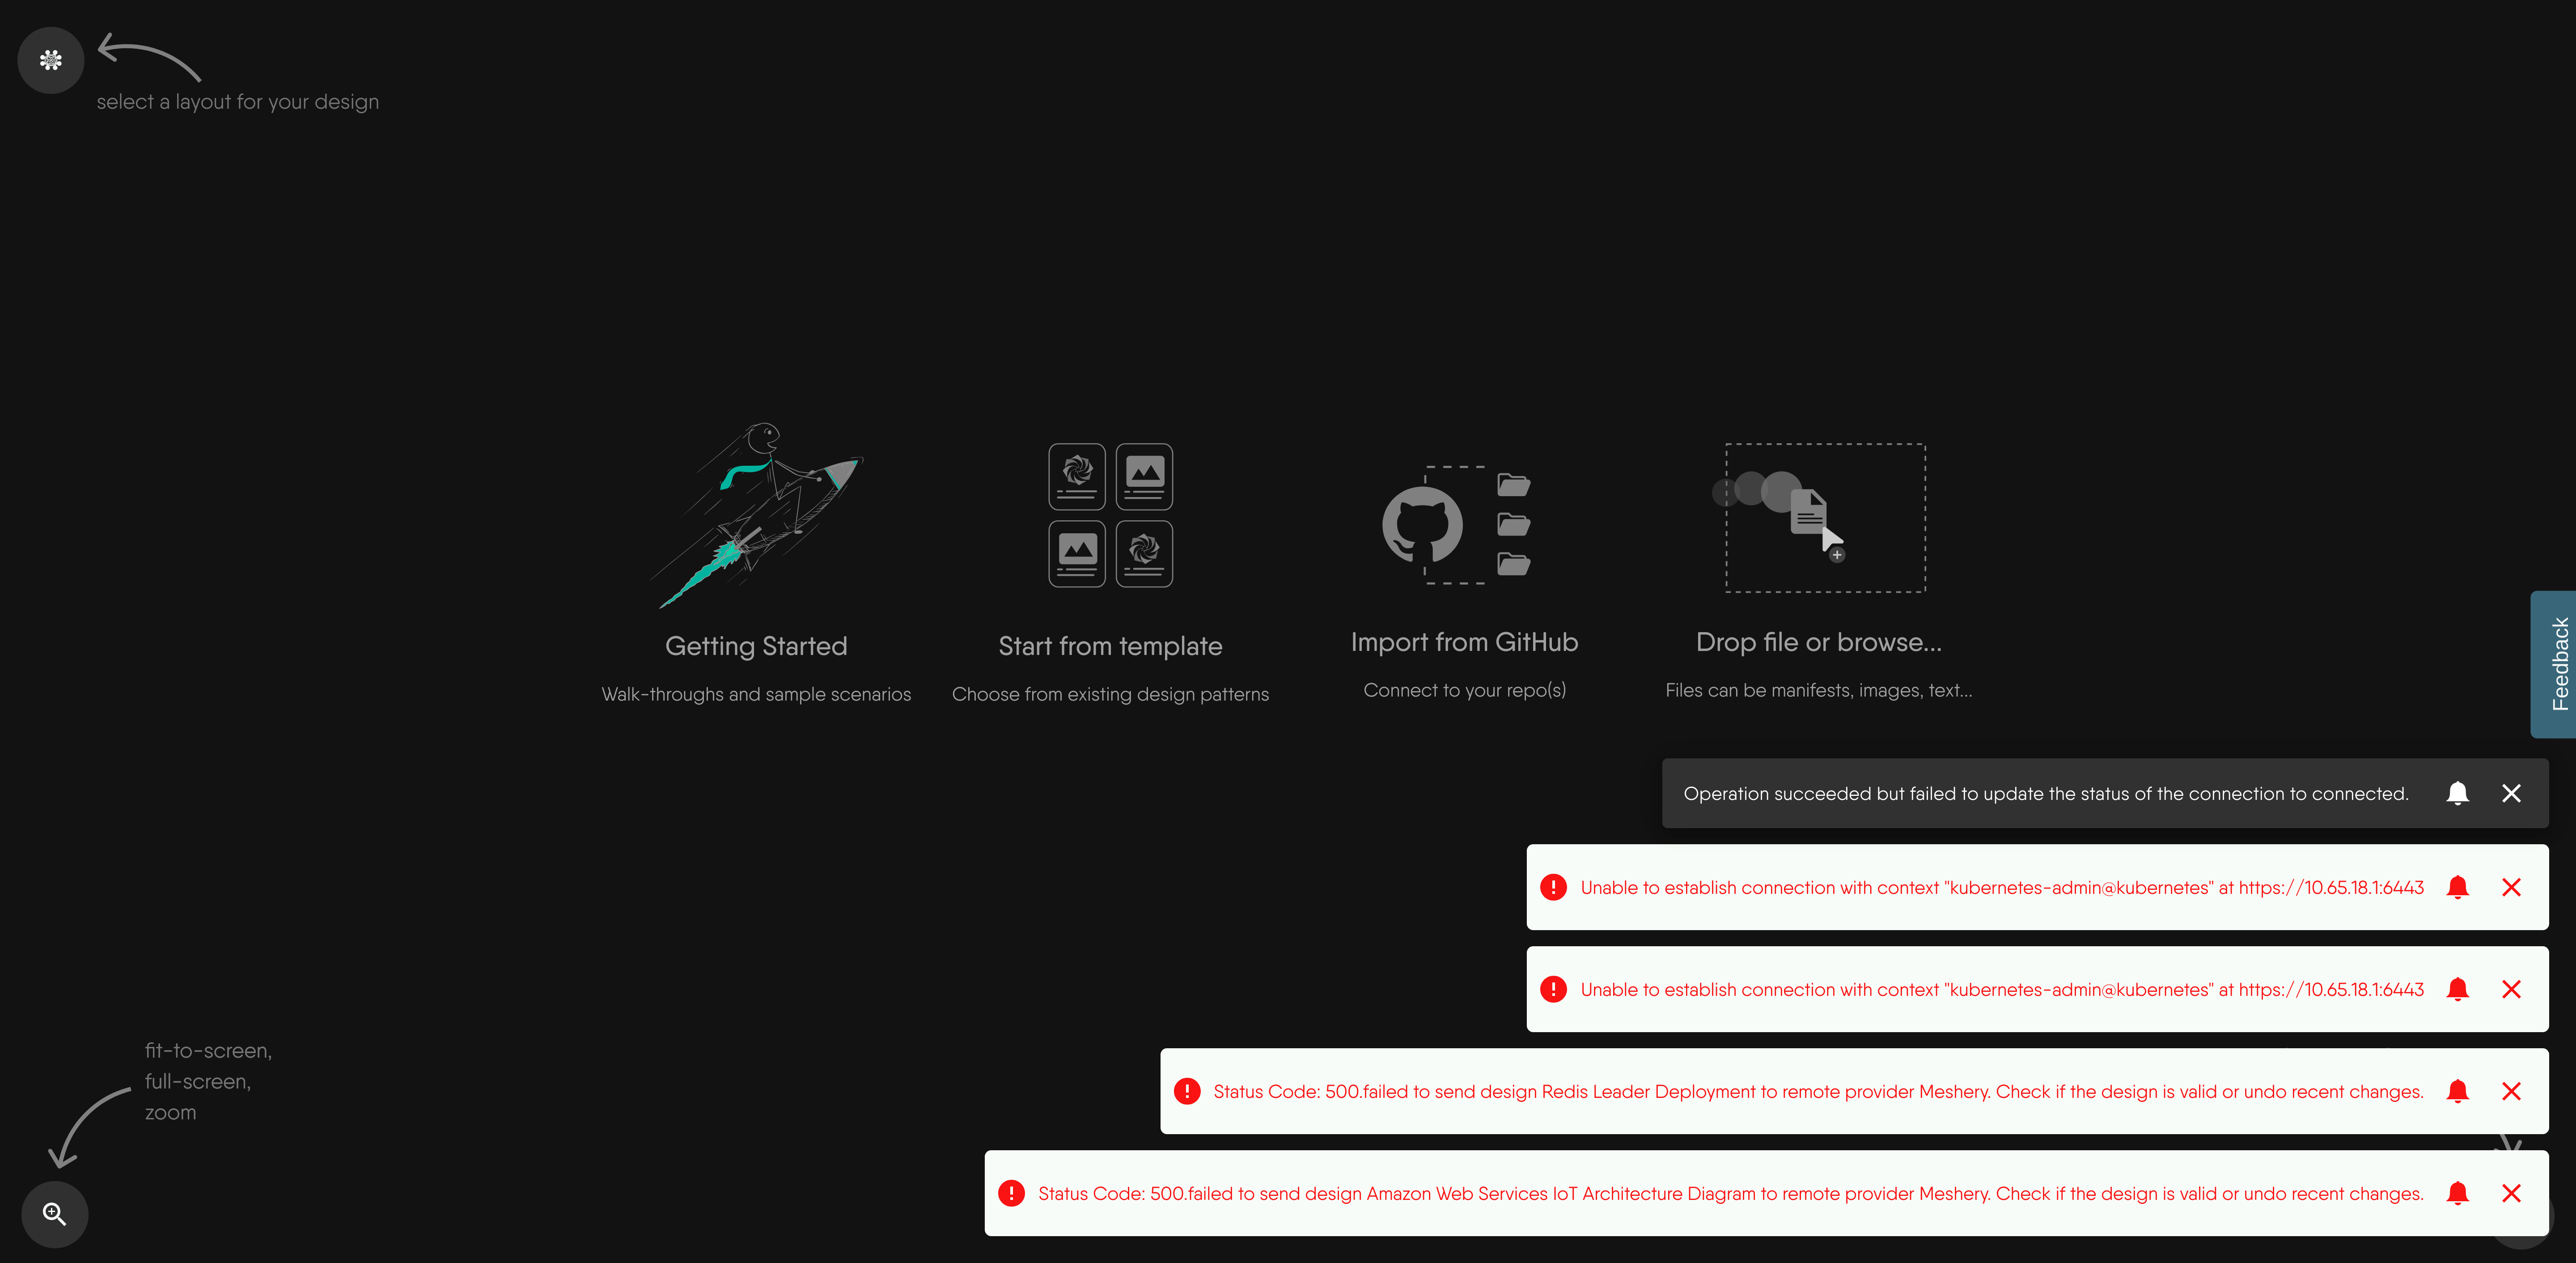 select a layout for your design
Getting Started
Walk-throughs and sample scenarios
Start from template
Choose from existing design patterns
Import from GitHub
Connect to your repo(s)
Drop file or browse...
Files can be manifests, images, text...
Feedback
Operation succeeded but failed to update the status of the connection to connected.
Unable to establish connection with context "kubernetes-admin@kubernetes" at https://10.65.18.1:6443
Unable to establish connection with context "kubernetes-admin@kubernetes" at https://10.65.18.1:6443
Status Code: 500.failed to send design Redis Leader Deployment to remote provider Meshery. Check if the design is valid or undo recent changes.
Status Code: 500.failed to send design Amazon Web Services IoT Architecture Diagram to remote provider Meshery. Check if the design is valid or undo recent changes.
fit-to-screen,
full-screen,
zoom